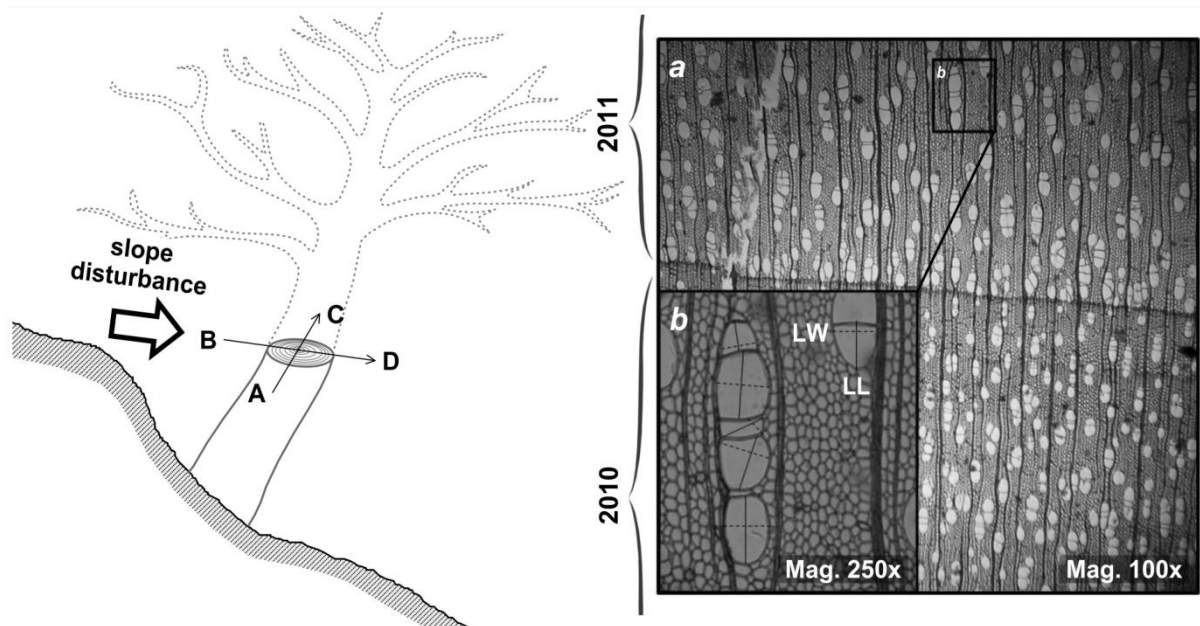 slope
disturbance
B
C
A
D
2011
2010
a
b
b
LW
LL
Mag. 250x
Mag. 100x